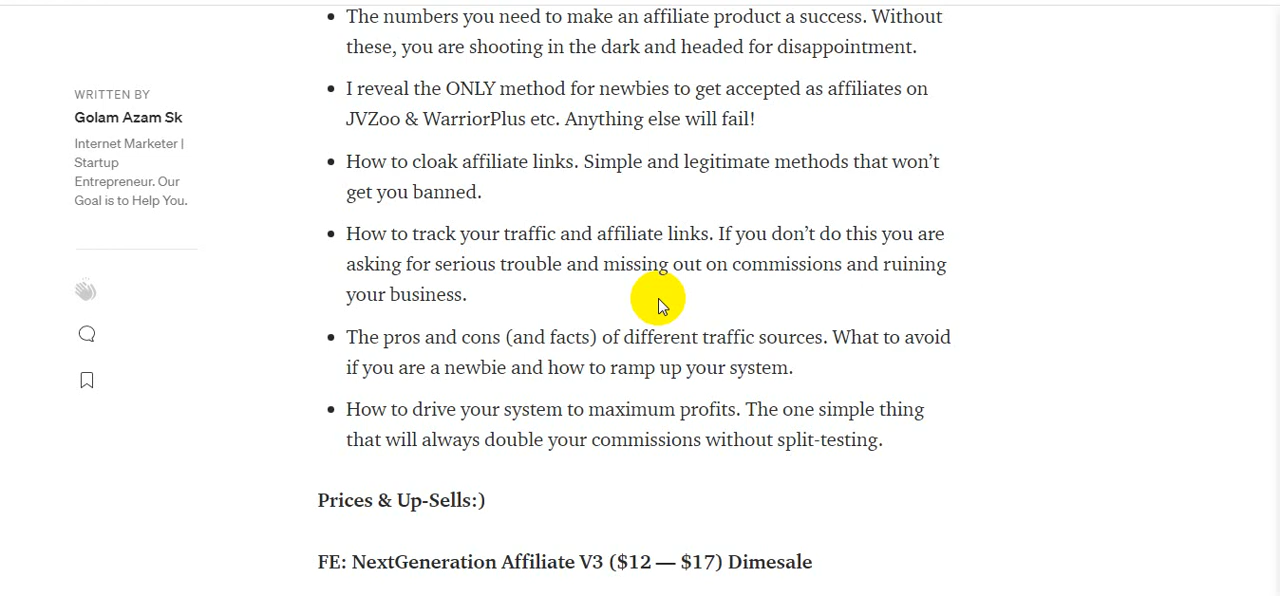 The numbers you need to make an affiliate product a success. Without
these, you are shooting in the dark and headed for disappointment.
I reveal the ONLY method for newbies to get accepted as affiliates on
JVZoo & WarriorPlus etc. Anything else will fail!
How to cloak affiliate links. Simple and legitimate methods that won’t
get you banned.
How to track your traffic and affiliate links. If you don’t do this you are
asking for serious trouble and missing out on commissions and ruining
your business.
The pros and cons (and facts) of different traffic sources. What to avoid
if you are a newbie and how to ramp up your system.
How to drive your system to maximum profits. The one simple thing
that will always double your commissions without split-testing.
Prices & Up-Sells:)
FE: NextGeneration Affiliate V3 ($12 — $17) Dimesale
WRITTEN BY
Golam Azam Sk
Internet Marketer |
Startup
Entrepreneur. Our
Goal is to Help You.